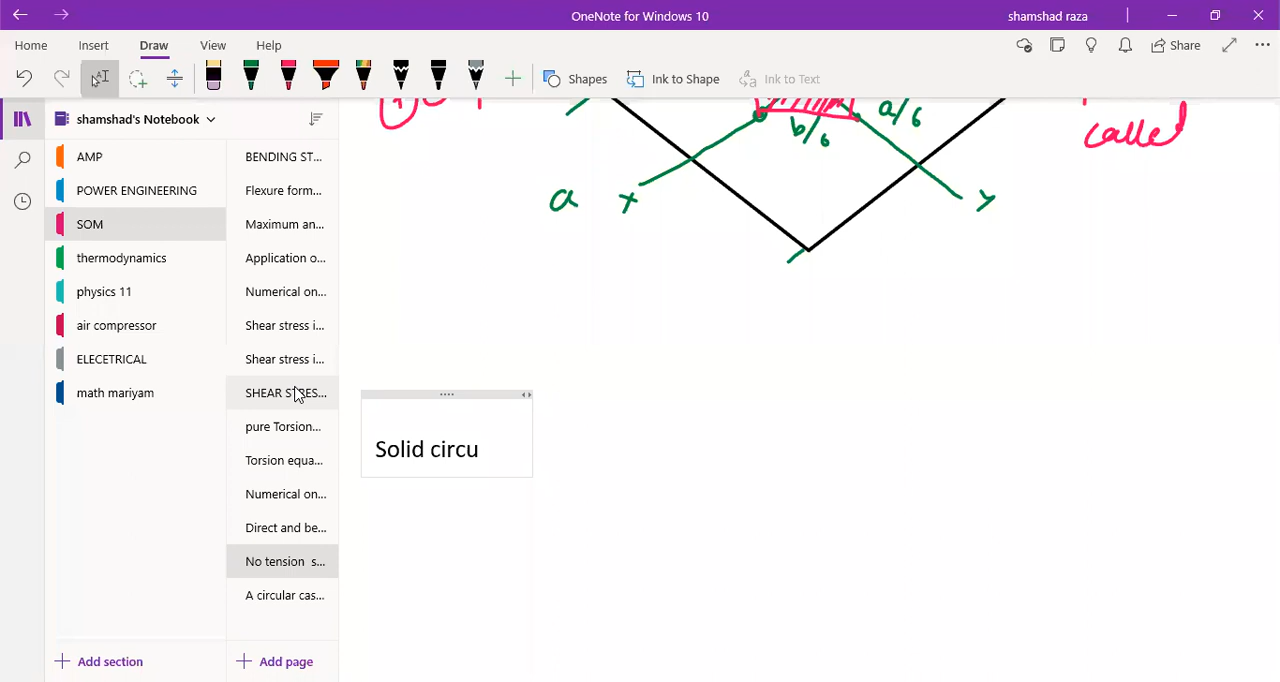 OneNote for Windows 10
shamshad raza
Home Insert Draw View Help
Share
Shapes
Ink to Shape
Ink to Text
shamshad's Notebook
AMP
POWER ENGINEERING
SOM
thermodynamics
physics 11
air compressor
ELECETRICAL
math mariyam
Add section
BENDING ST...
Flexure form...
Maximum an...
Application o...
Numerical on...
Shear stress i...
Shear stress i...
SHEAR STRES...
pure Torsion...
Torsion equa...
Numerical on...
Direct and be...
No tension s...
A circular cas...
Add page
b/6
a/6
called
a x
y
Solid circu